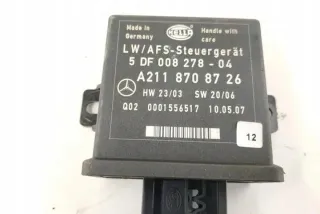 Made in Germany
HELLA
Handle with care
LW/AFS-Steuergerät
5 DF 008 278 - 04
A211 870 87 26
HW 23/03 SW 20/06
Q02 0001556517 10.05.07
12